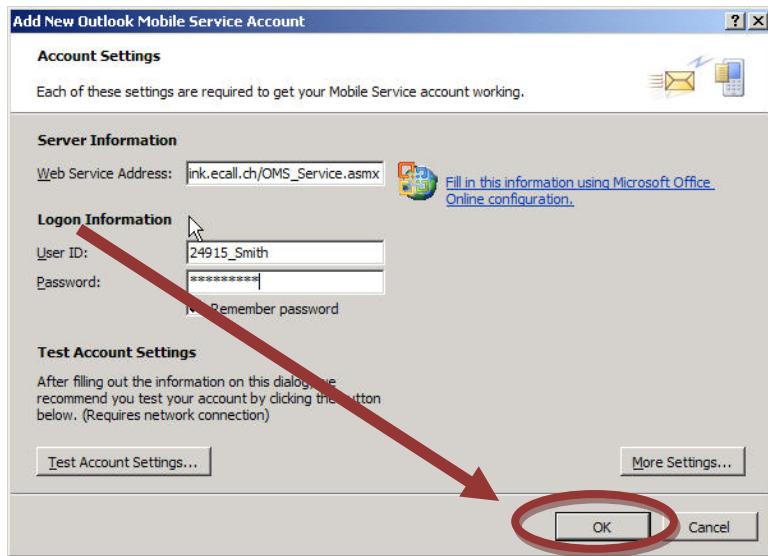 Add New Outlook Mobile Service Account
Account Settings
Each of these settings are required to get your Mobile Service account working.
Server Information
Web Service Address: ink.ecall.ch/OMS_Service.asmx
Fill in this information using Microsoft Office
Online configuration.
Logon Information
User ID: 24915_Smith
Password: *********
Remember password
Test Account Settings
After filling out the information on this dialog, we
recommend you test your account by clicking the button
below. (Requires network connection)
Test Account Settings... More Settings...
OK Cancel